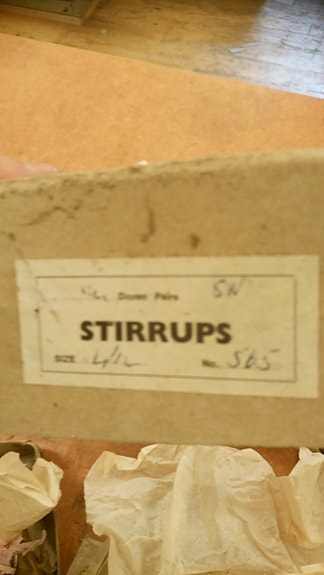 Dozen Pairs SW
STIRRUPS
SIZE 4½ No. 565